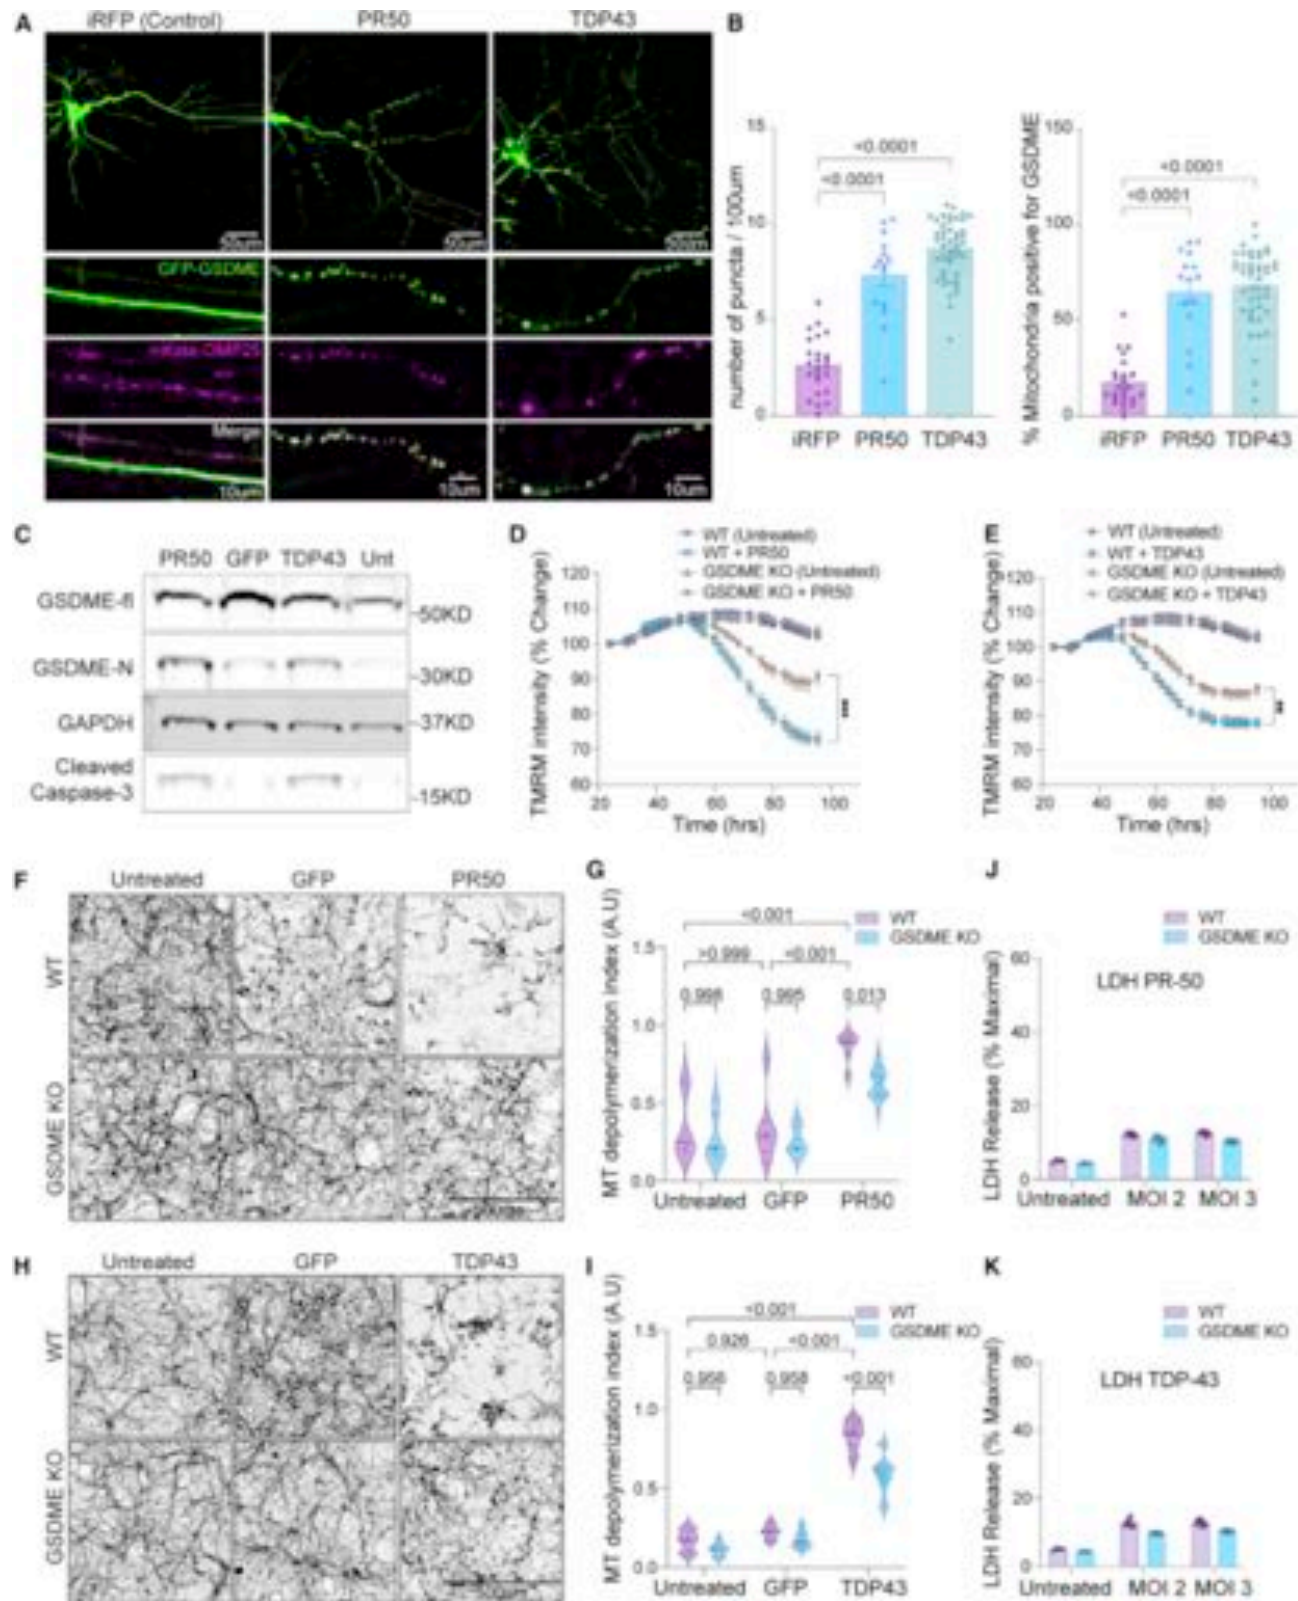 A
iRFP (Control) PR50 TDP43
50um 50um 50um
GFP-GSDME
Merge
10um 10um 10um
B
number of puncta / 100um
15
10
5
0
<0.0001
<0.0001
iRFP PR50 TDP43
% Mitochondria positive for GSDME
150
100
50
0
<0.0001
<0.0001
iRFP PR50 TDP43
C
PR50 GFP TDP43 Unt
GSDME-fl -50KD
GSDME-N -30KD
GAPDH -37KD
Cleaved
Caspase-3 -15KD
D
WT (Untreated)
WT + PR50
GSDME KO (Untreated)
GSDME KO + PR50
TMRM intensity (% Change)
120
110
100
90
80
70
60
20 40 60 80 100
Time (hrs)
E
WT (Untreated)
WT + TDP43
GSDME KO (Untreated)
GSDME KO + TDP43
TMRM intensity (% Change)
120
110
100
90
80
70
60
20 40 60 80 100
Time (hrs)
F
Untreated GFP PR50
WT
GSDME KO
G
WT
GSDME KO
MT depolymerization index (A.U)
1.5
1.0
0.5
0.0
<0.001
>0.999 <0.001
0.998 0.995 0.013
Untreated GFP PR50
J
WT
GSDME KO
LDH PR-50
LDH Release (% Maximal)
60
40
20
0
Untreated MOI 2 MOI 3
H
Untreated GFP TDP43
WT
GSDME KO
I
WT
GSDME KO
MT depolymerization index (A.U)
1.5
1.0
0.5
0.0
<0.001
0.926 <0.001
0.958 <0.001
Untreated GFP TDP43
K
WT
GSDME KO
LDH TDP-43
LDH Release (% Maximal)
60
40
20
0
Untreated MOI 2 MOI 3